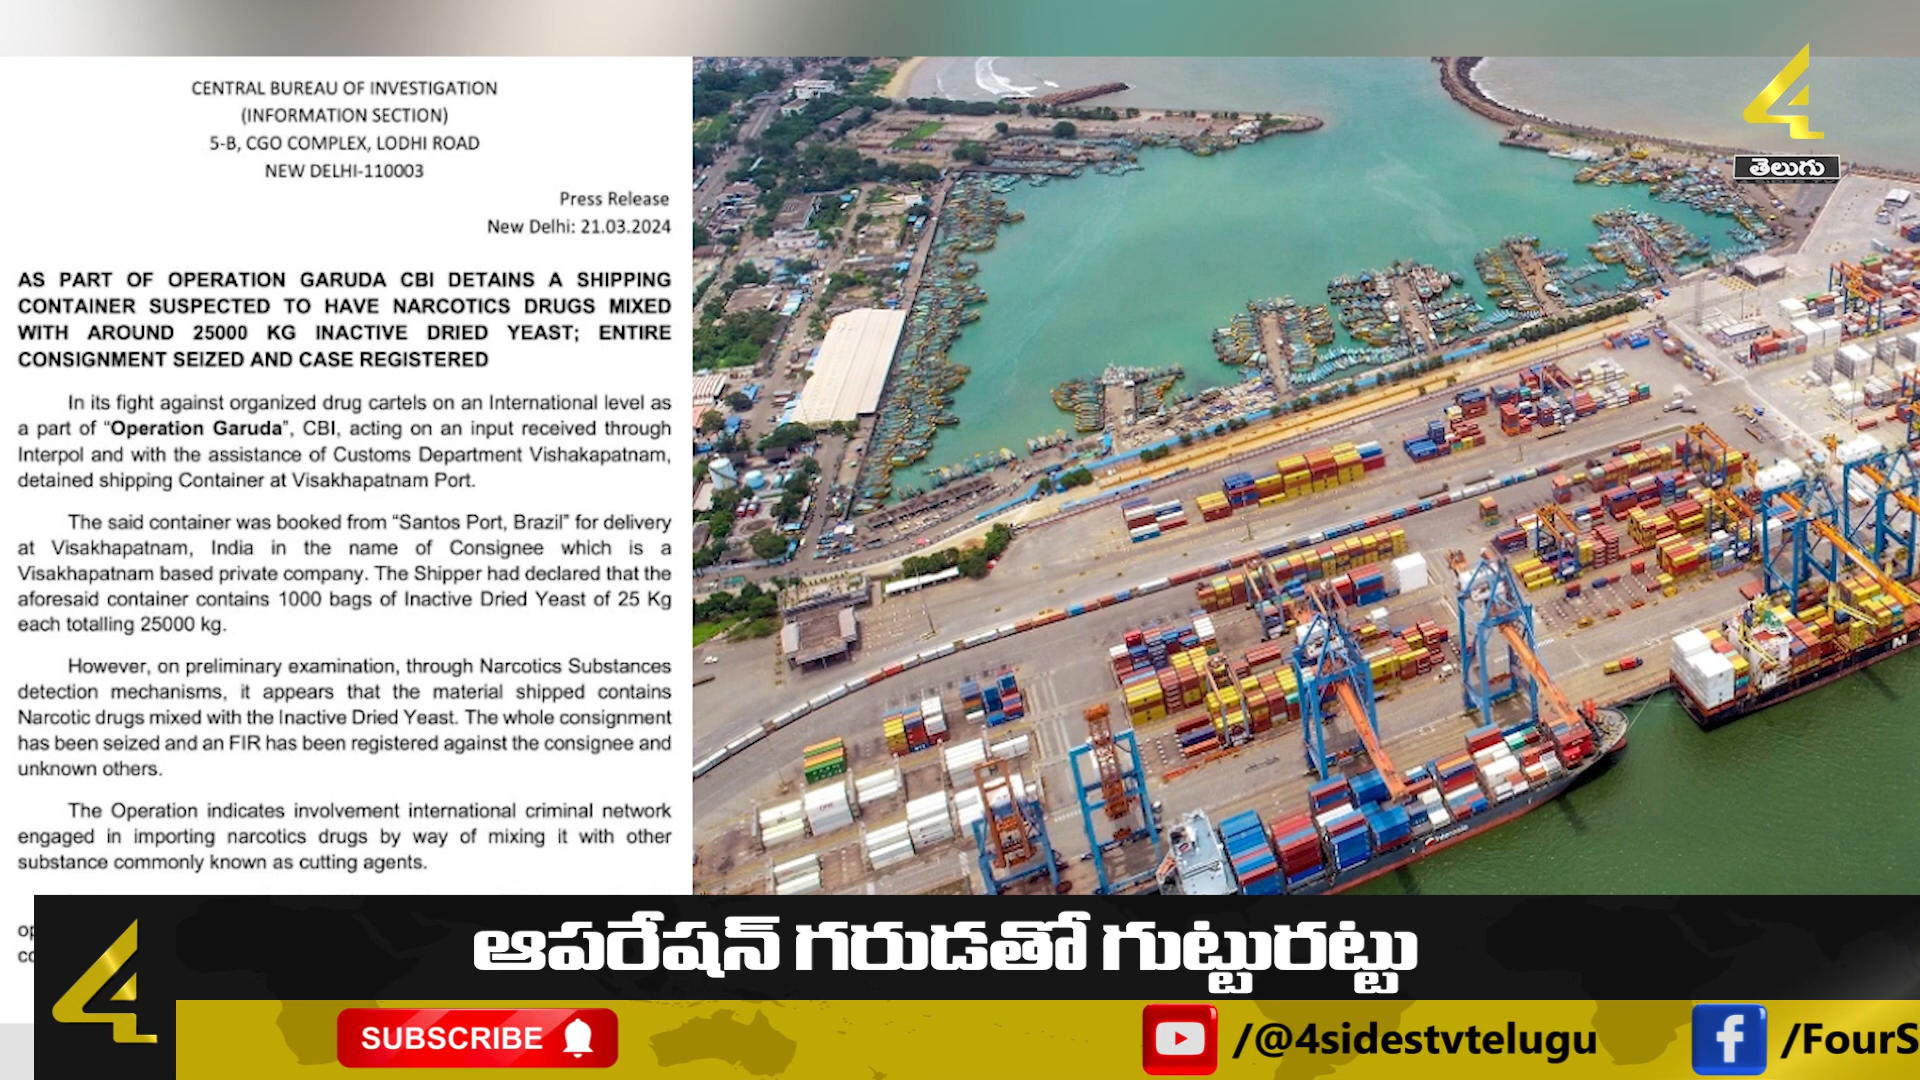 CENTRAL BUREAU OF INVESTIGATION
(INFORMATION SECTION)
5-B, CGO COMPLEX, LODHI ROAD
NEW DELHI-110003
Press Release
New Delhi: 21.03.2024
AS PART OF OPERATION GARUDA CBI DETAINS A SHIPPING
CONTAINER SUSPECTED TO HAVE NARCOTICS DRUGS MIXED
WITH AROUND 25000 KG INACTIVE DRIED YEAST; ENTIRE
CONSIGNMENT SEIZED AND CASE REGISTERED
In its fight against organized drug cartels on an International level as
a part of “Operation Garuda”, CBI, acting on an input received through
Interpol and with the assistance of Customs Department Vishakapatnam,
detained shipping Container at Visakhapatnam Port.
The said container was booked from “Santos Port, Brazil” for delivery
at Visakhapatnam, India in the name of Consignee which is a
Visakhapatnam based private company. The Shipper had declared that the
aforesaid container contains 1000 bags of Inactive Dried Yeast of 25 Kg
each totalling 25000 kg.
However, on preliminary examination, through Narcotics Substances
detection mechanisms, it appears that the material shipped contains
Narcotic drugs mixed with the Inactive Dried Yeast. The whole consignment
has been seized and an FIR has been registered against the consignee and
unknown others.
The Operation indicates involvement international criminal network
engaged in importing narcotics drugs by way of mixing it with other
substance commonly known as cutting agents.
4
తెలుగు
4
ఆపరేషన్ గరుడతో గుట్టురట్టు
SUBSCRIBE
/@4sidestvtelugu
/FourS